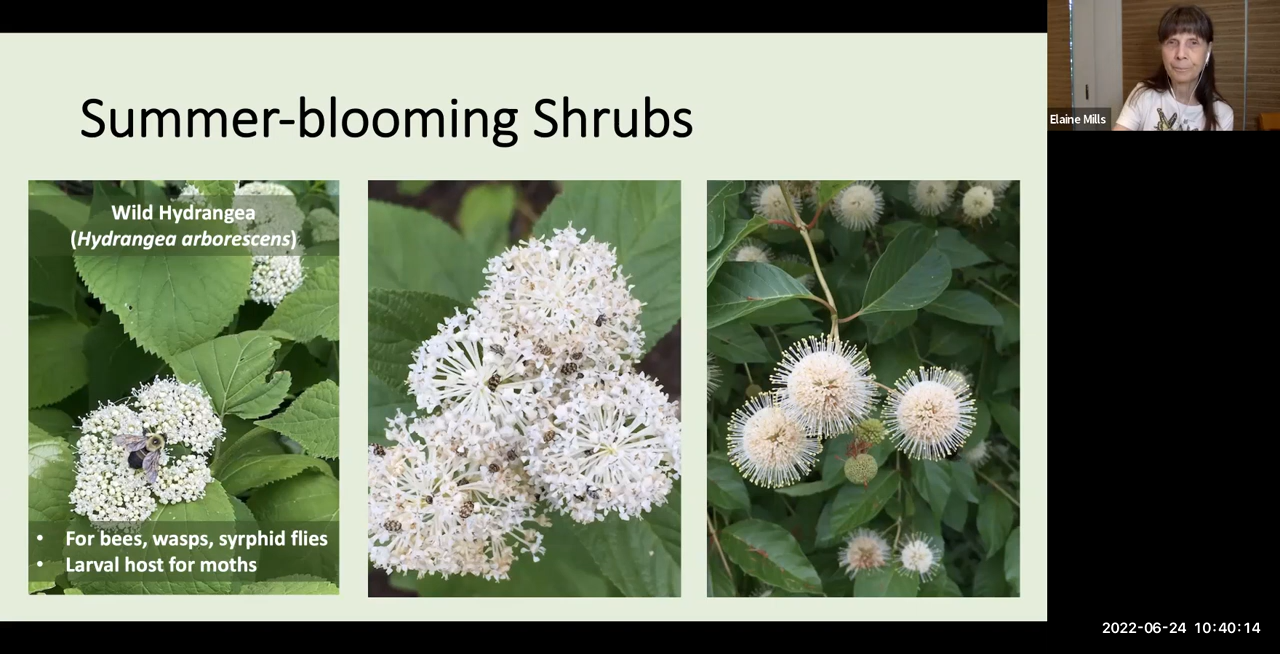 Summer-blooming Shrubs
Wild Hydrangea
(Hydrangea arborescens)
• For bees, wasps, syrphid flies
• Larval host for moths
Elaine Mills
2022-06-24 10:40:14